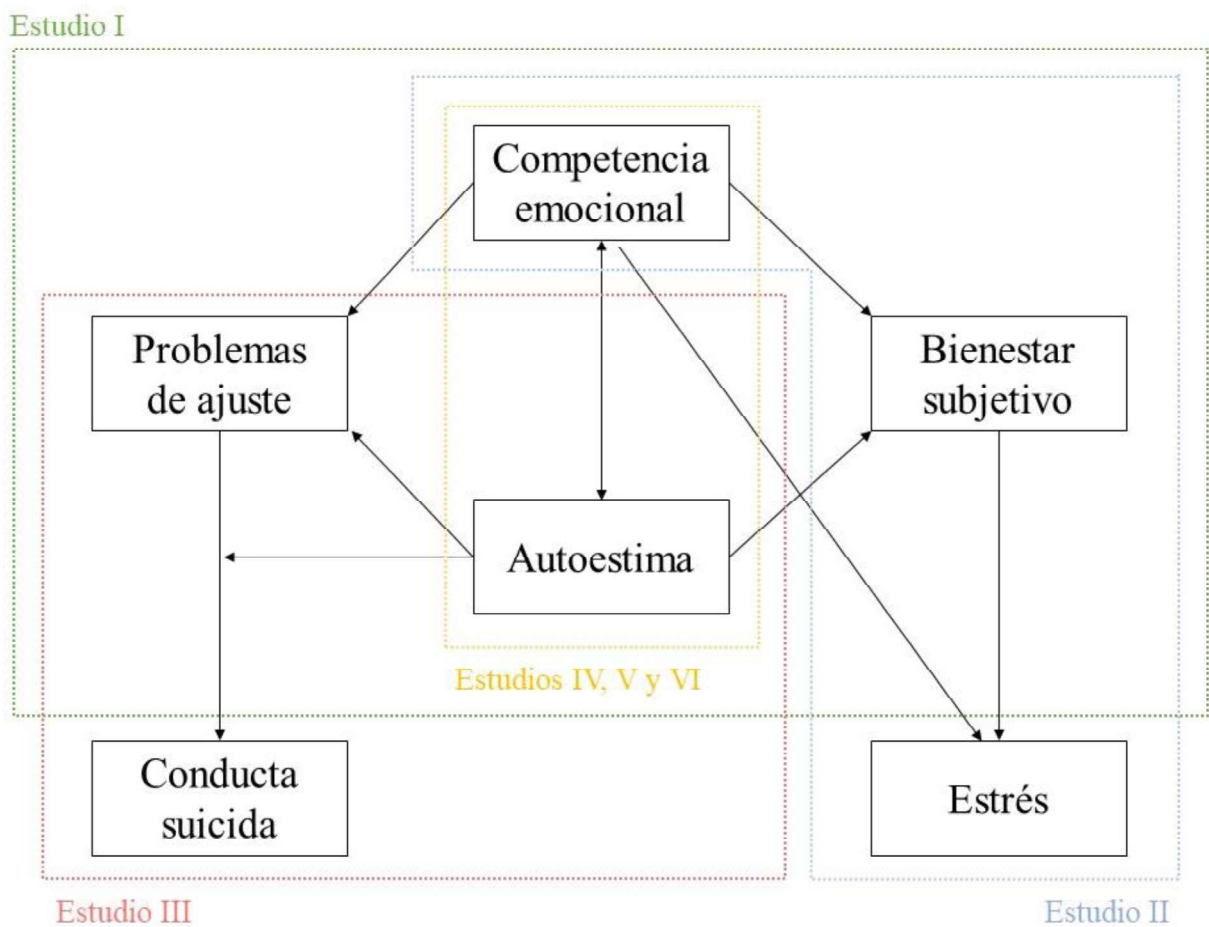 Estudio I
Competencia
emocional
Problemas
de ajuste
Bienestar
subjetivo
Autoestima
Estudios IV, V y VI
Conducta
suicida
Estrés
Estudio III
Estudio II